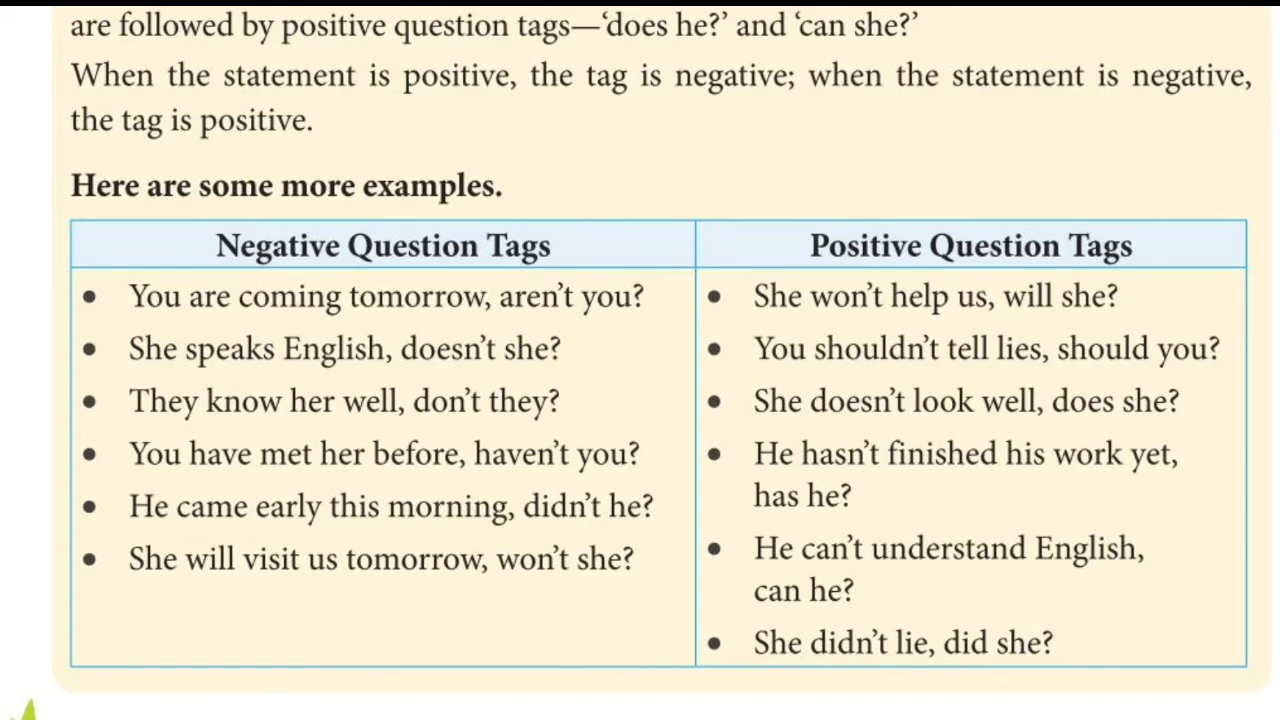 are followed by positive question tags—‘does he?’ and ‘can she?’
When the statement is positive, the tag is negative; when the statement is negative,
the tag is positive.
Here are some more examples.
Negative Question Tags
• You are coming tomorrow, aren’t you?
• She speaks English, doesn’t she?
• They know her well, don’t they?
• You have met her before, haven’t you?
• He came early this morning, didn’t he?
• She will visit us tomorrow, won’t she?
Positive Question Tags
• She won’t help us, will she?
• You shouldn’t tell lies, should you?
• She doesn’t look well, does she?
• He hasn’t finished his work yet,
has he?
• He can’t understand English,
can he?
• She didn’t lie, did she?